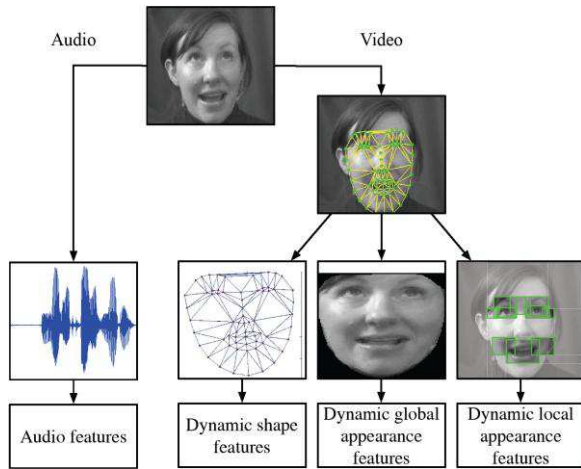 Audio
Video
Audio features
Dynamic shape
features
Dynamic global
appearance
features
Dynamic local
appearance
features